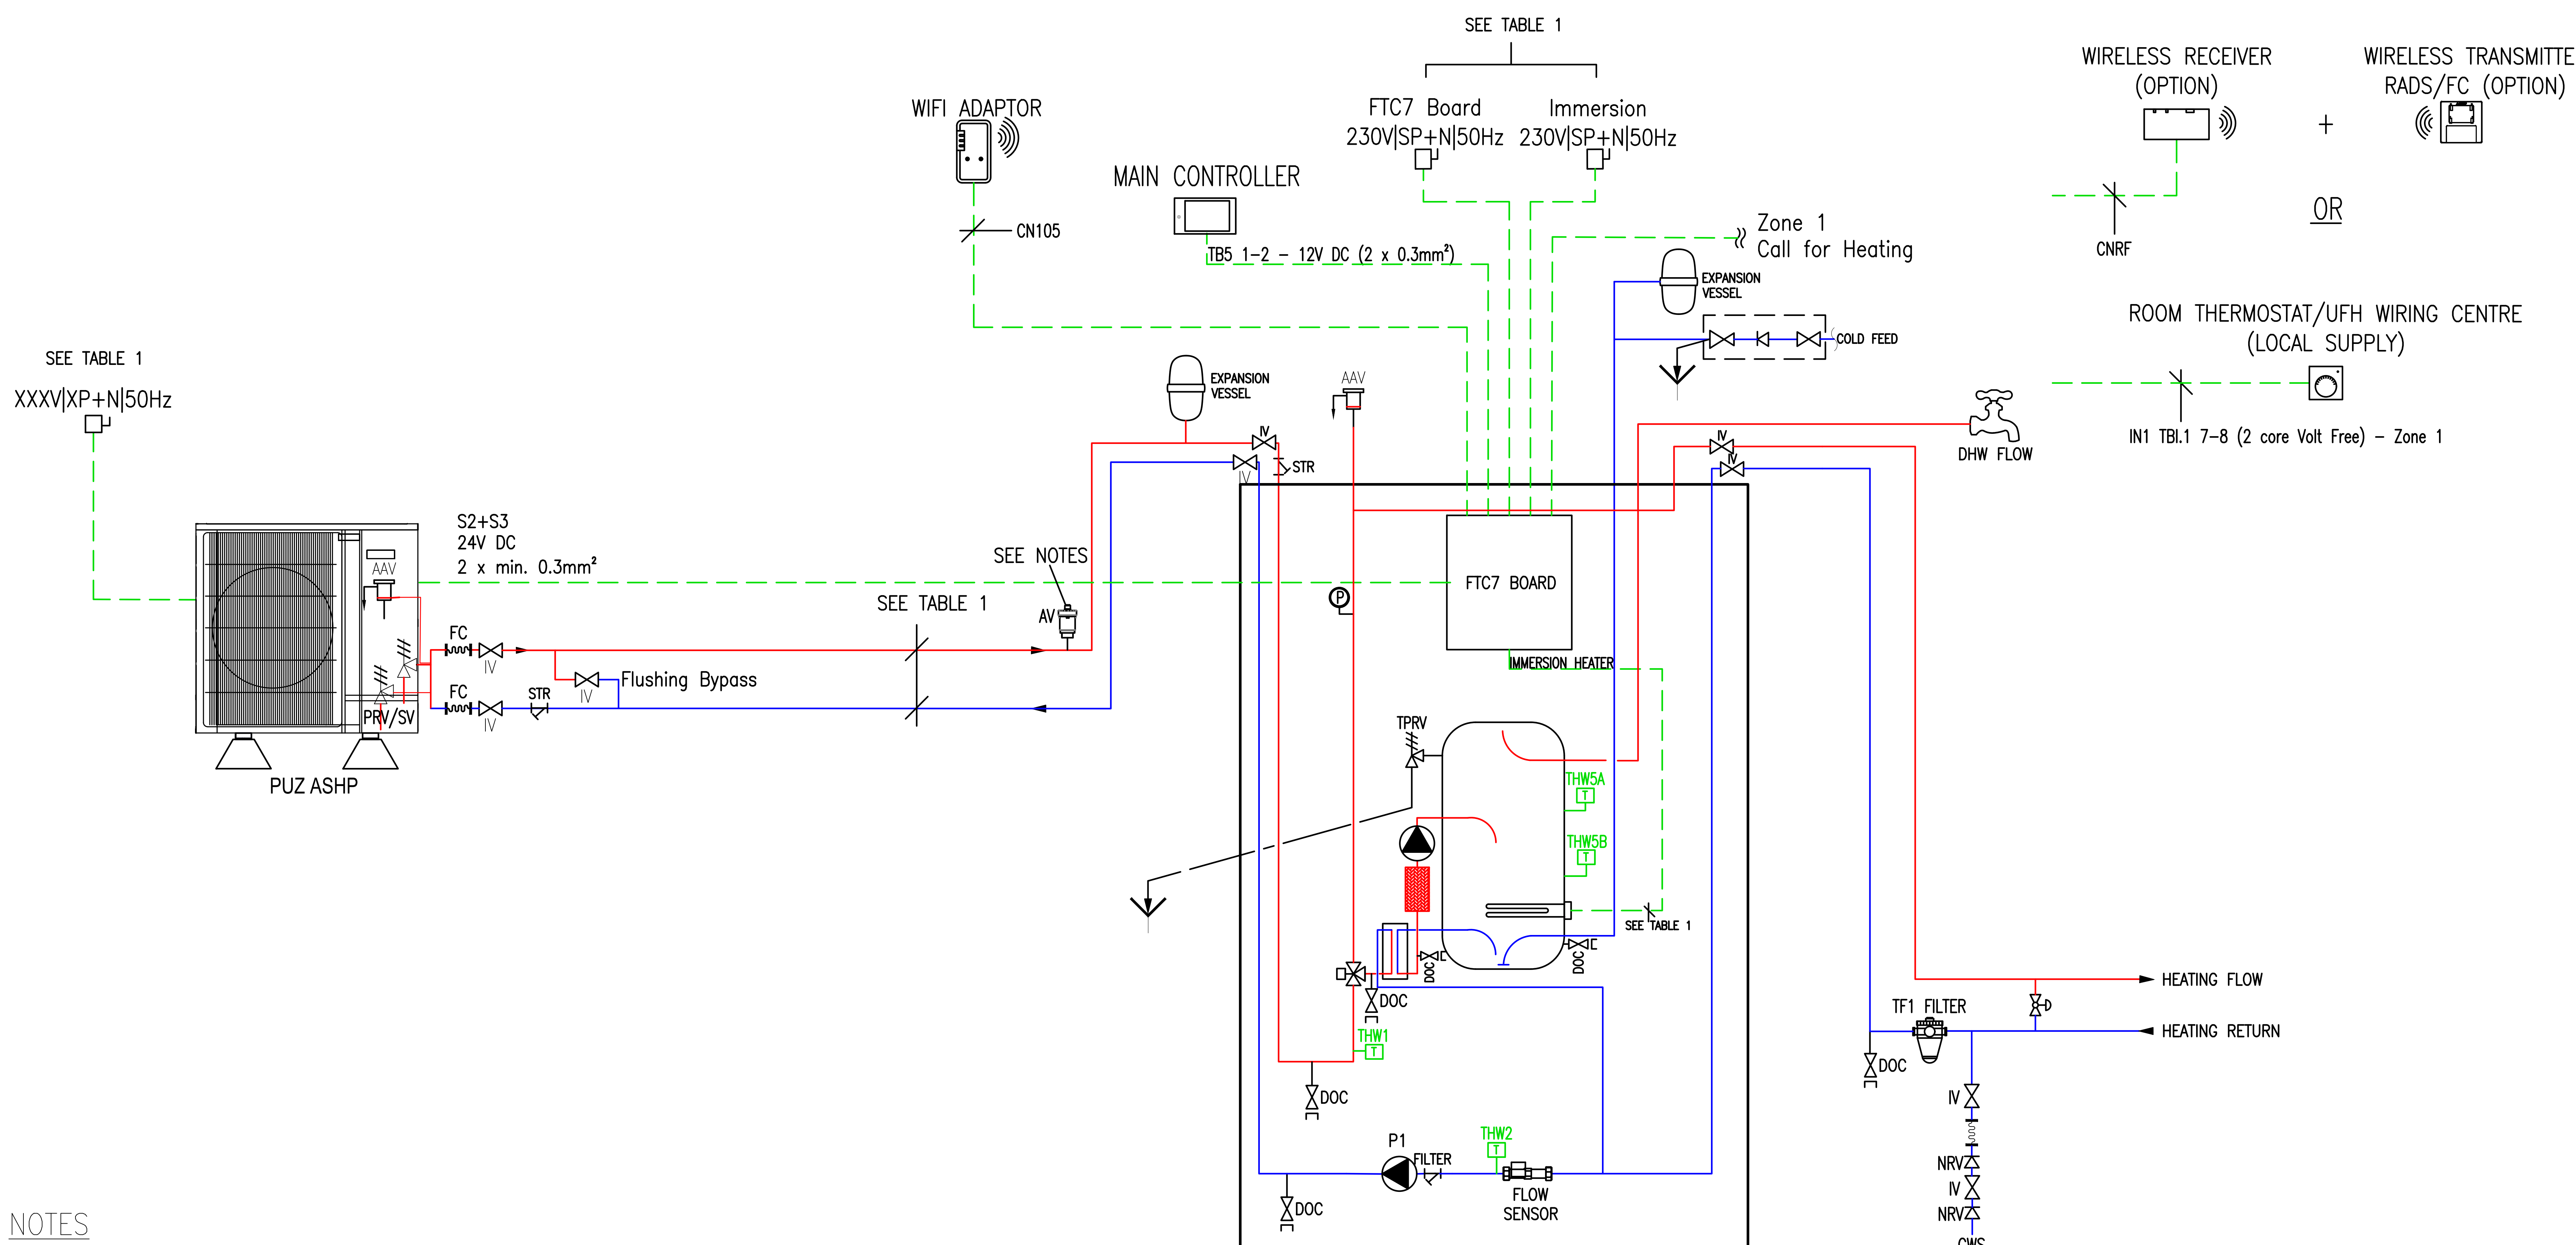 SEE TABLE 1
WIRELESS RECEIVER
(OPTION)
WIRELESS TRANSMITTE
RADS/FC (OPTION)
+
WIFI ADAPTOR
FTC7 Board
230V|SP+N|50Hz
Immersion
230V|SP+N|50Hz
MAIN CONTROLLER
CN105
TB5 1-2 - 12V DC (2 x 0.3mm²)
Zone 1
Call for Heating
CNRF
OR
EXPANSION
VESSEL
COLD FEED
ROOM THERMOSTAT/UFH WIRING CENTRE
(LOCAL SUPPLY)
IN1 TBI.1 7-8 (2 core Volt Free) - Zone 1
SEE TABLE 1
XXXV|XP+N|50Hz
EXPANSION
VESSEL
AAV
IV
IV
STR
DHW FLOW
IV
IV
S2+S3
24V DC
2 x min. 0.3mm²
SEE NOTES
AV
SEE TABLE 1
AAV
FC
IV
Flushing Bypass
IV
FC
IV
STR
PRV/SV
PUZ ASHP
P
FTC7 BOARD
IMMERSION HEATER
TPRV
THW5A
T
THW5B
T
SEE TABLE 1
DOC
DOC
DOC
THW1
T
DOC
HEATING FLOW
HEATING RETURN
TF1 FILTER
DOC
IV
NRV
IV
NRV
CWS
P1
FILTER
THW2
T
FLOW
SENSOR
DOC
NOTES